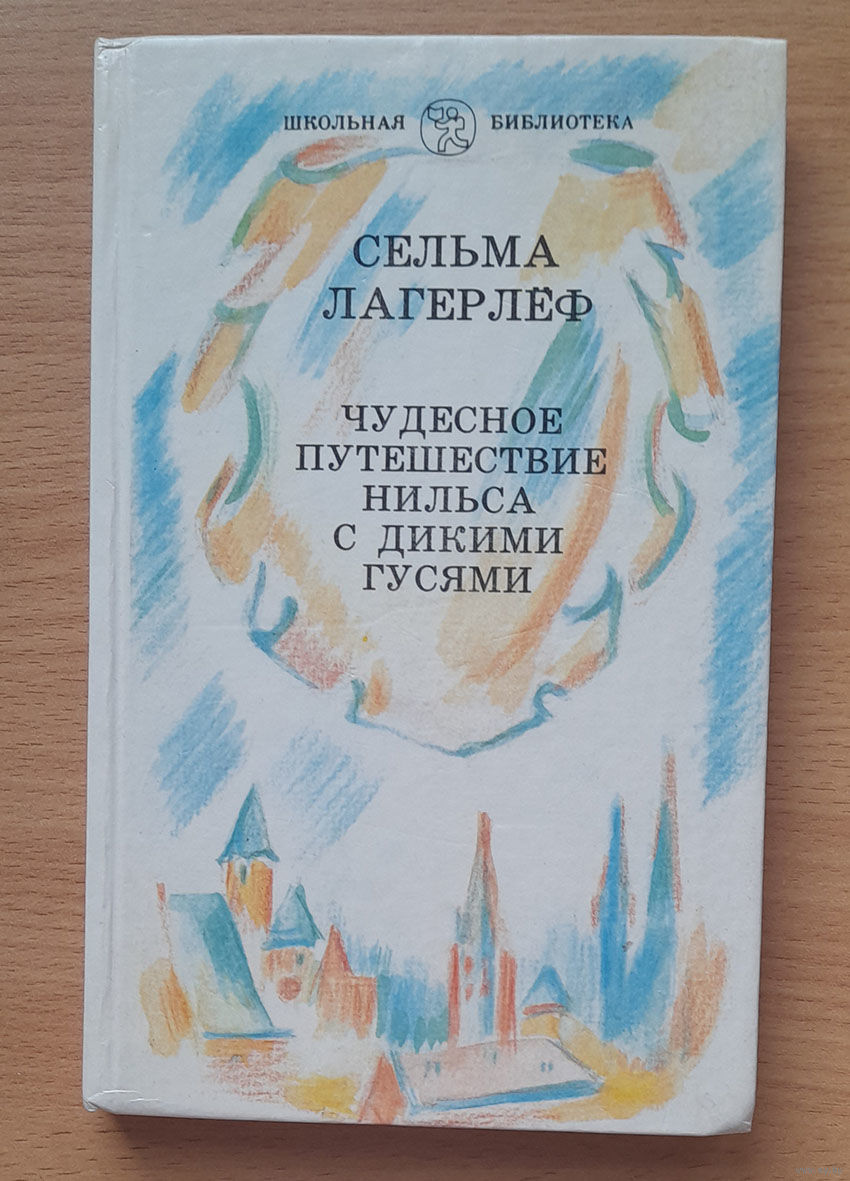 ШКОЛЬНАЯ БИБЛИОТЕКА
СЕЛЬМА
ЛАГЕРЛЁФ
ЧУДЕСНОЕ
ПУТЕШЕСТВИЕ
НИЛЬСА
С ДИКИМИ
ГУСЯМИ